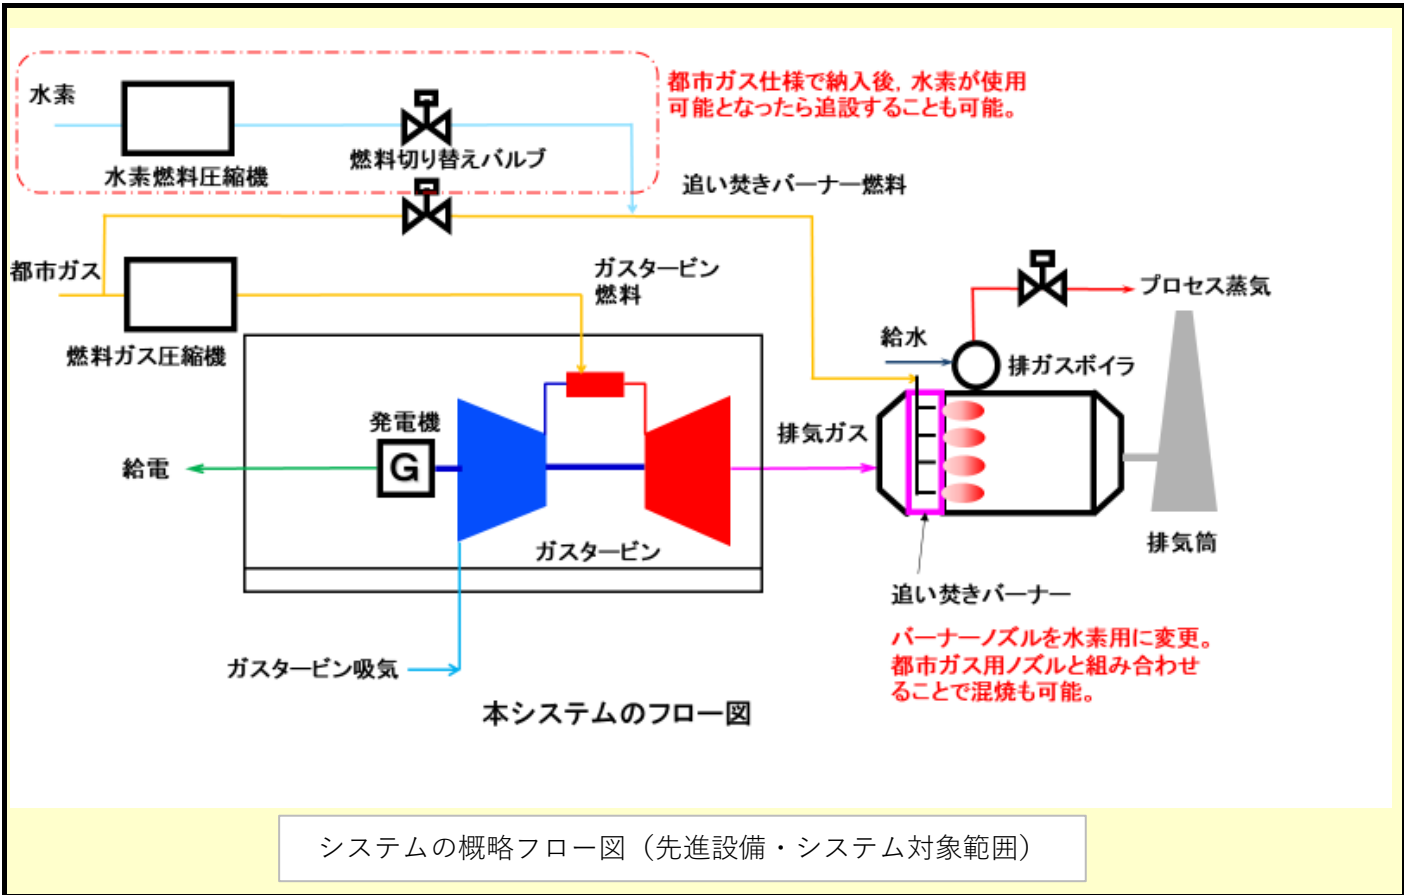 水素
水素燃料圧縮機
燃料切り替えバルブ
都市ガス仕様で納入後, 水素が使用
可能となったら追設することも可能。
追い焚きバーナー燃料
都市ガス
燃料ガス圧縮機
ガスタービン
燃料
プロセス蒸気
給水
排ガスボイラ
発電機
G
給電
排気ガス
ガスタービン
排気筒
追い焚きバーナー
バーナーノズルを水素用に変更。
都市ガス用ノズルと組み合わせ
ることで混焼も可能。
ガスタービン吸気
本システムのフロー図
システムの概略フロー図（先進設備・システム対象範囲）